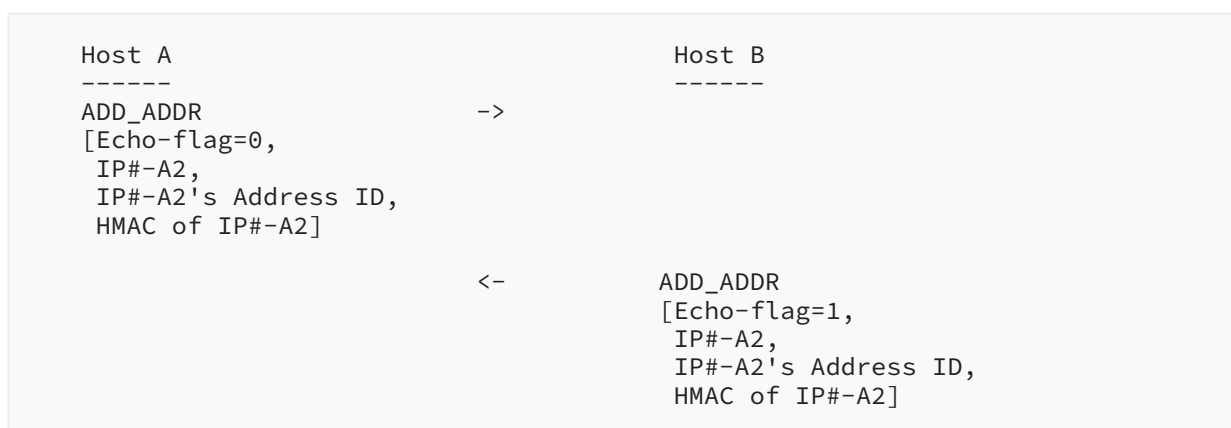 Host A Host B
------ ------
ADD_ADDR ->
[Echo-flag=0,
IP#-A2,
IP#-A2's Address ID,
HMAC of IP#-A2]
<- ADD_ADDR
[Echo-flag=1,
IP#-A2,
IP#-A2's Address ID,
HMAC of IP#-A2]